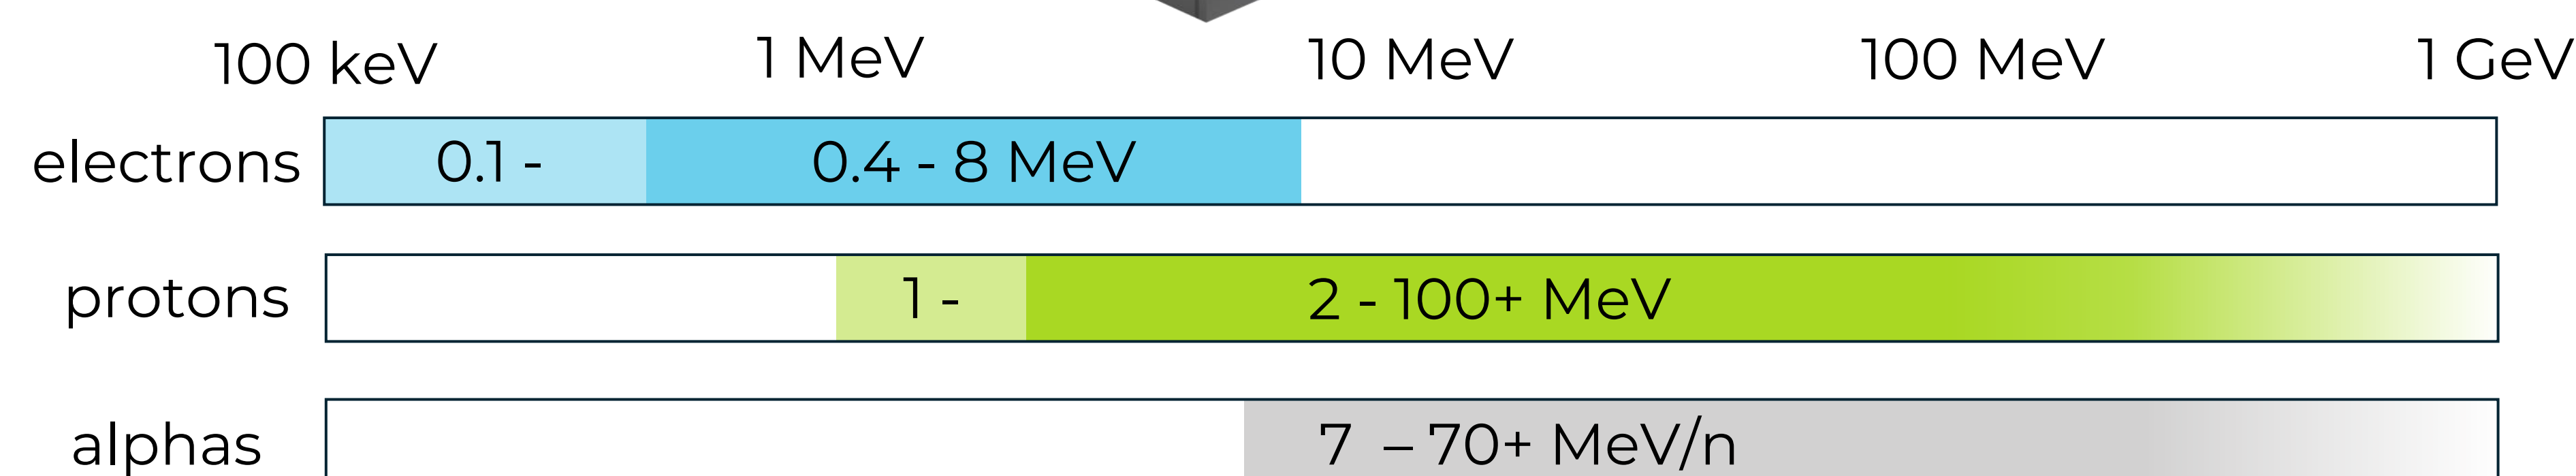 100 keV 1 MeV 10 MeV 100 MeV 1 GeV
electrons 0.1 - 0.4 - 8 MeV
protons 1 - 2 - 100+ MeV
alphas 7 – 70+ MeV/n